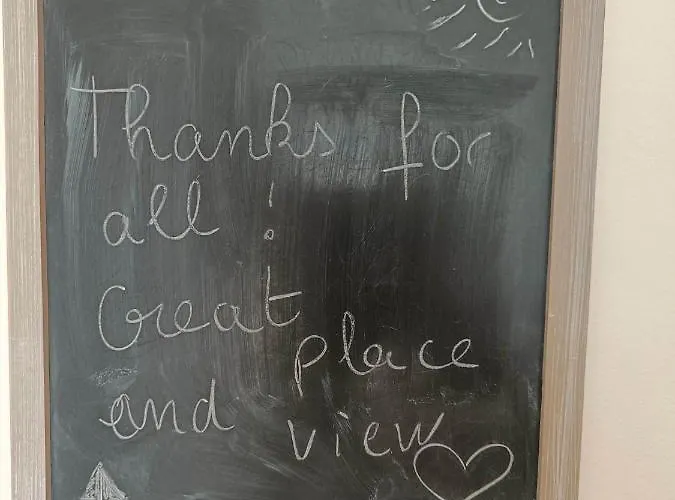 Thanks for
all !
Great place
and view